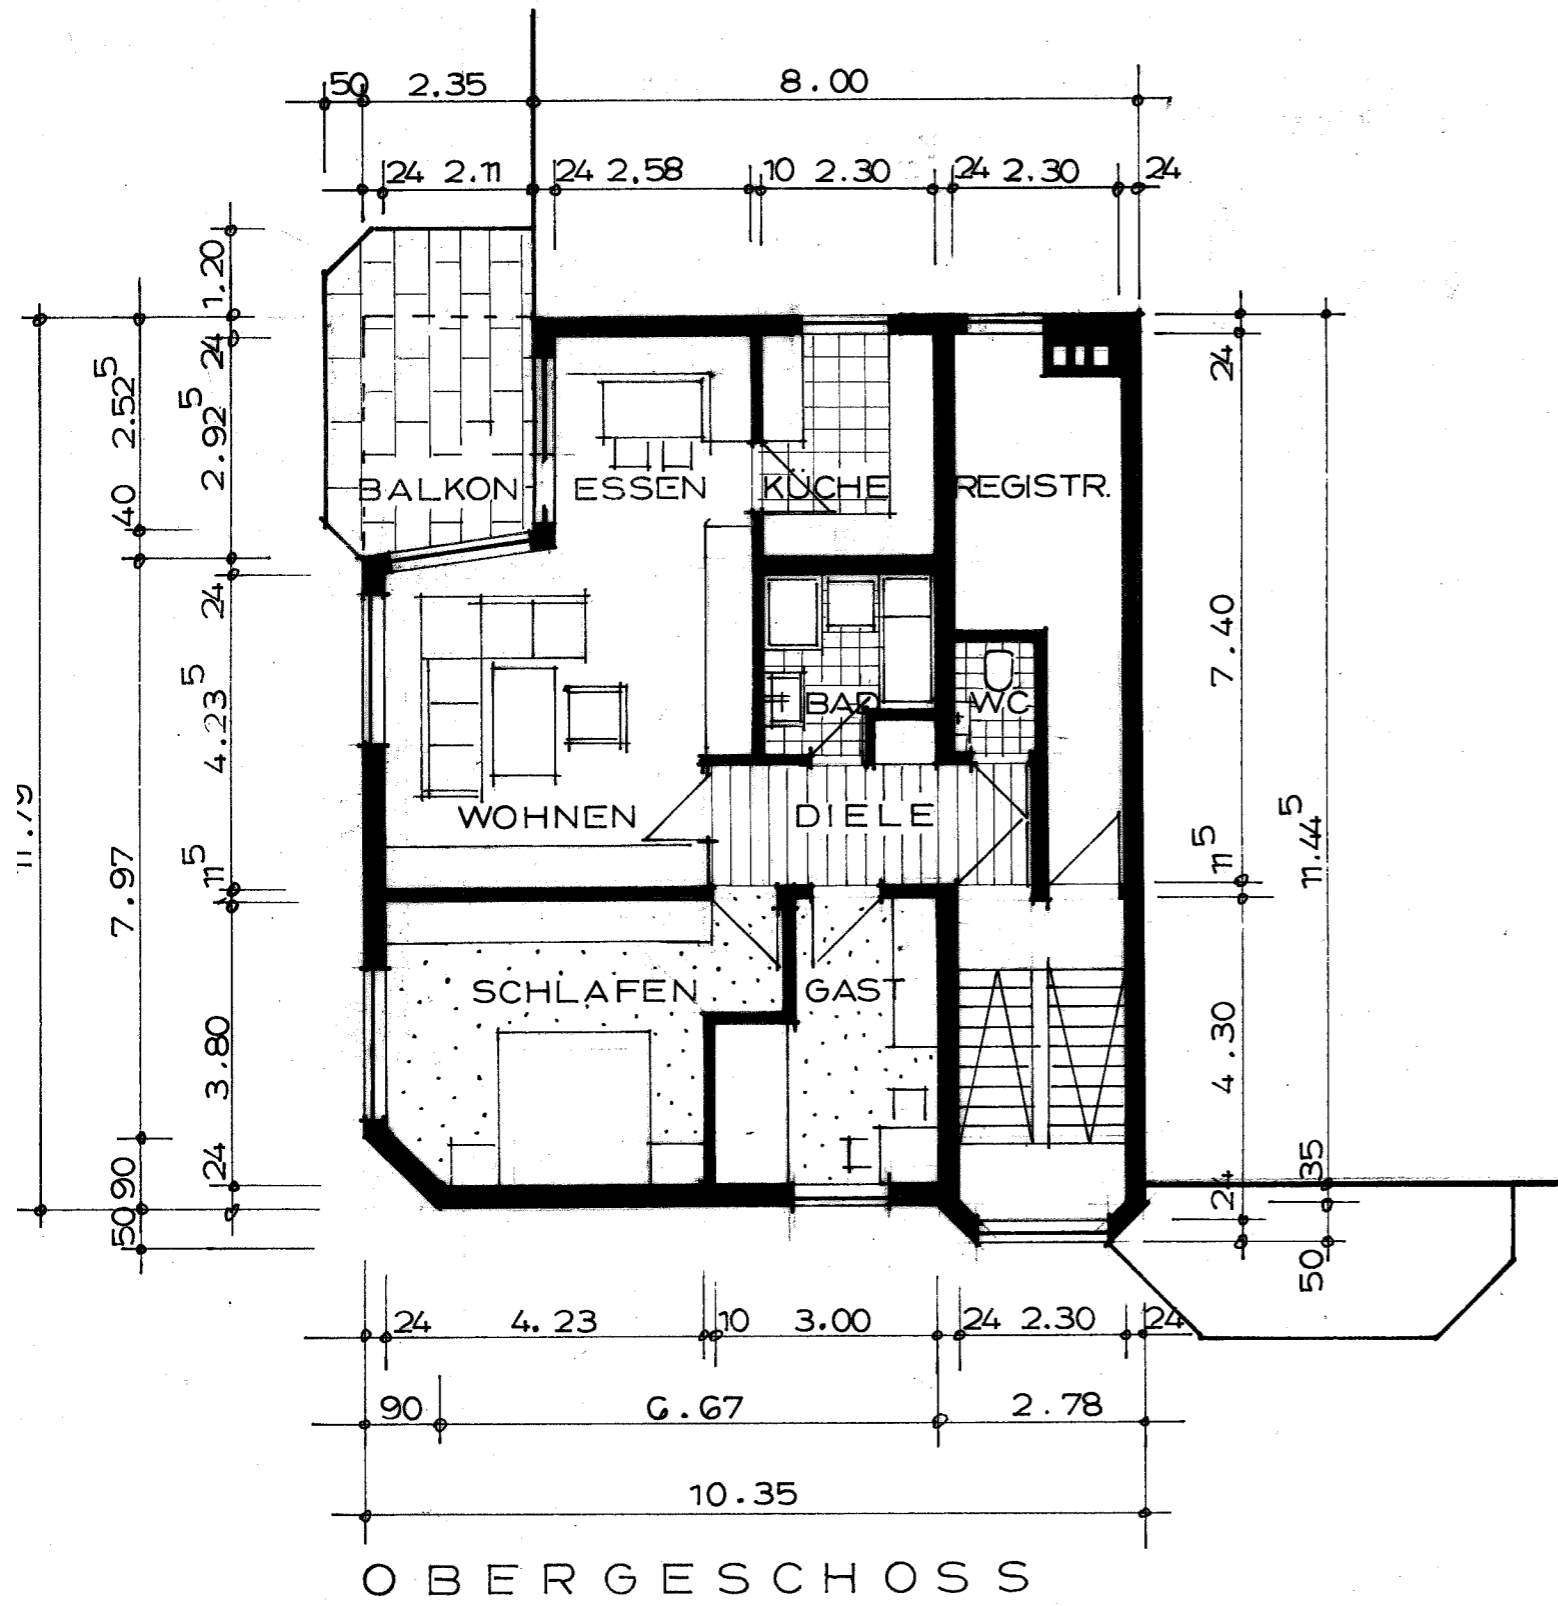 50 2.35 8.00
24 2.11 24 2.58 10 2.30 24 2.30 24
1.20
24
2.52⁵
2.92⁵
40
24
4.23⁵
11⁵
7.97
3.80
24
90
50
24
7.40
11⁵
11.44⁵
4.30
35
24
50
BALKON ESSEN KÜCHE REGISTR.
BAD WC
WOHNEN DIELE
SCHLAFEN GAST
24 4.23 10 3.00 24 2.30 24
90 6.67 2.78
10.35
OBERGESCHOSS